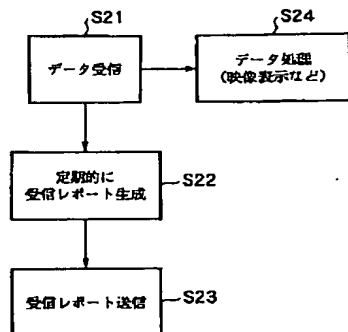 S21
データ受信
S24
データ処理
(映像表示など)
定期的に
受信レポート生成
S22
受信レポート送信
S23